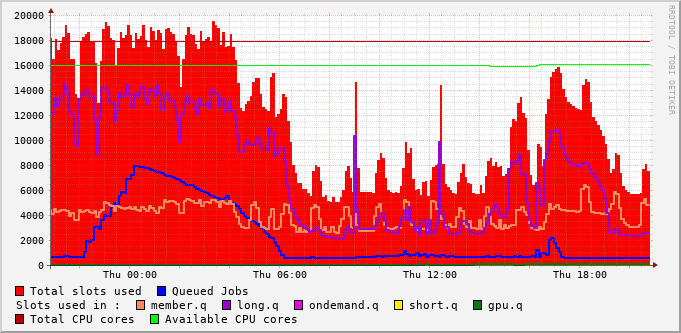 20000
18000
16000
14000
12000
10000
8000
6000
4000
2000
0
Thu 00:00 Thu 06:00 Thu 12:00 Thu 18:00
RRDTOOL / TOBI OETIKER
Total slots used Queued Jobs
Slots used in : member.q long.q ondemand.q short.q gpu.q
Total CPU cores Available CPU cores